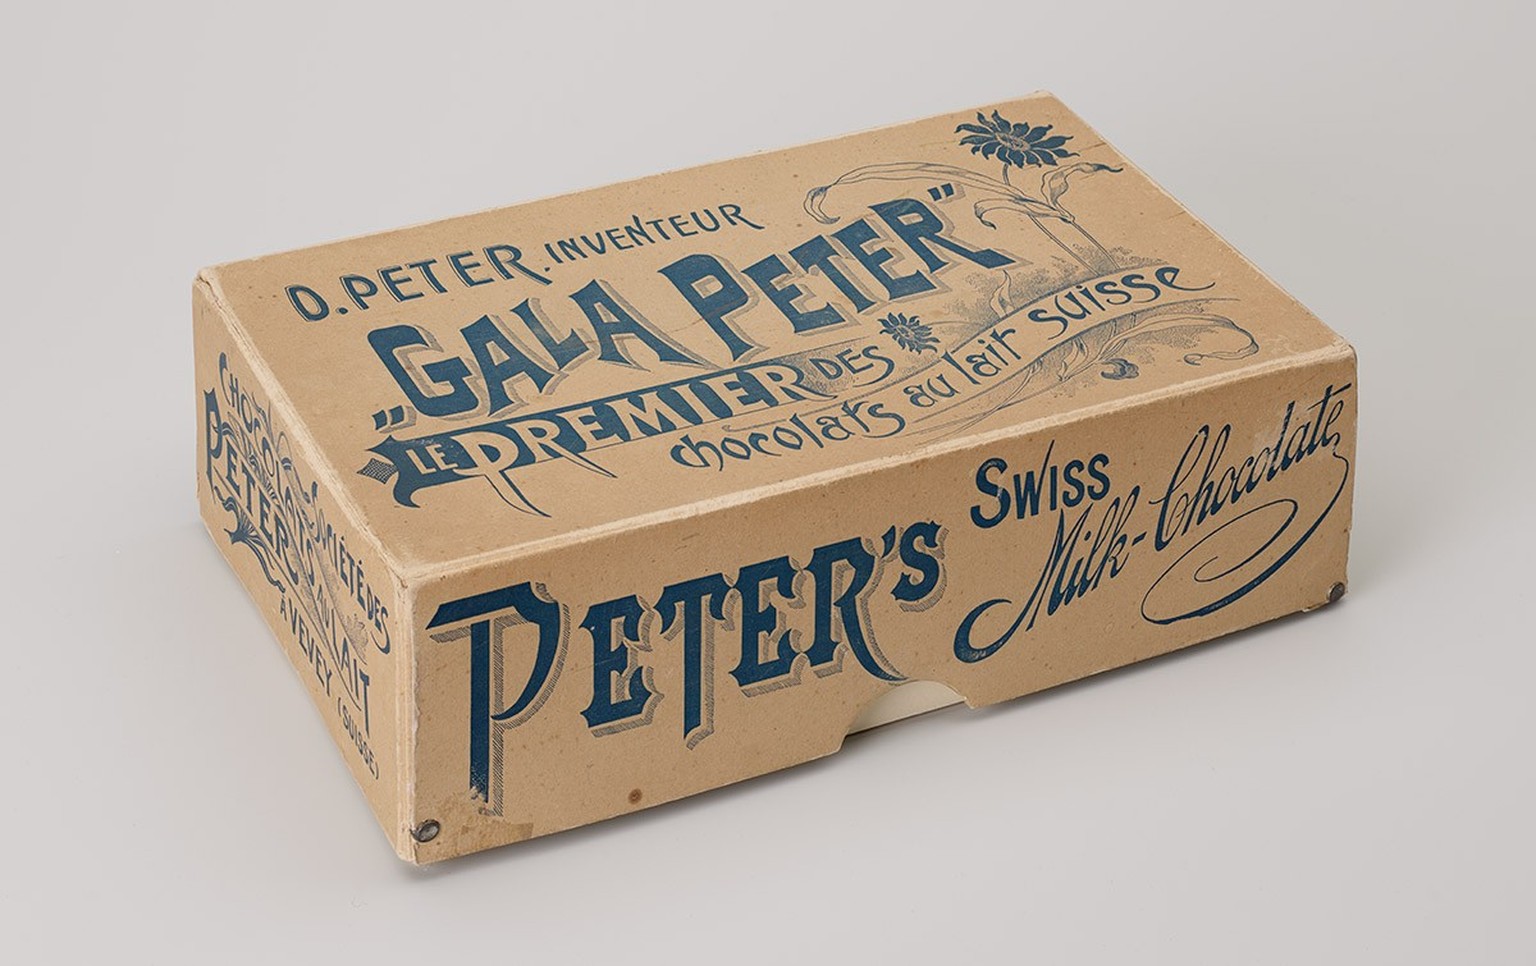 D. PETER. INVENTEUR
"GALA PETER"
LE PREMIER DES
chocolats au lait suisse
PETER'S
SWISS
Milk-Chocolate
SOCIÉTÉ DES
CHOCOLATS AU LAIT
PETER
À VEVEY (SUISSE)